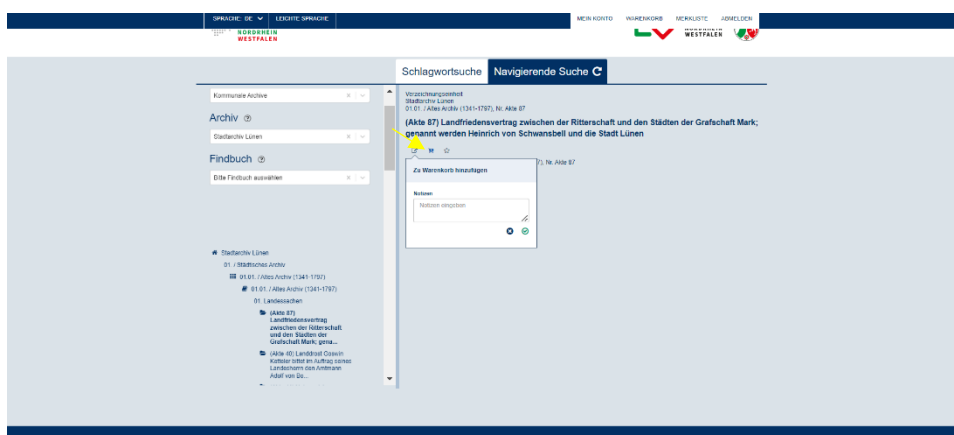 SPRACHE: DE
LEICHTE SPRACHE
MEIN KONTO
WARENKORB
MERKLISTE
ABMELDEN
NORDRHEIN
WESTFALEN
WESTFALEN
Schlagwortsuche
Navigierende Suche
Kommunale Archive
Archiv
Stadtarchiv Lünen
Findbuch
Bitte Findbuch auswählen
Stadtarchiv Lünen
01. / Städtisches Archiv
01.01. / Altes Archiv (1341-1797)
01.01. / Altes Archiv (1341-1797)
01. Landessachen
(Akte 87)
Landfriedensvertrag
zwischen der Ritterschaft
und den Städten der
Grafschaft Mark; gena...
(Akte 40) Landdrost Goswin
Ketteler bittet im Auftrag seines
Landesherrn den Amtmann
Adolf von Bo...
Verzeichnungseinheit
Stadtarchiv Lünen
01.01. / Altes Archiv (1341-1797), Nr. Akte 87
(Akte 87) Landfriedensvertrag zwischen der Ritterschaft und den Städten der Grafschaft Mark;
genannt werden Heinrich von Schwansbell und die Stadt Lünen
7), Nr. Akte 87
Zu Warenkorb hinzufügen
Notizen
Notizen eingeben